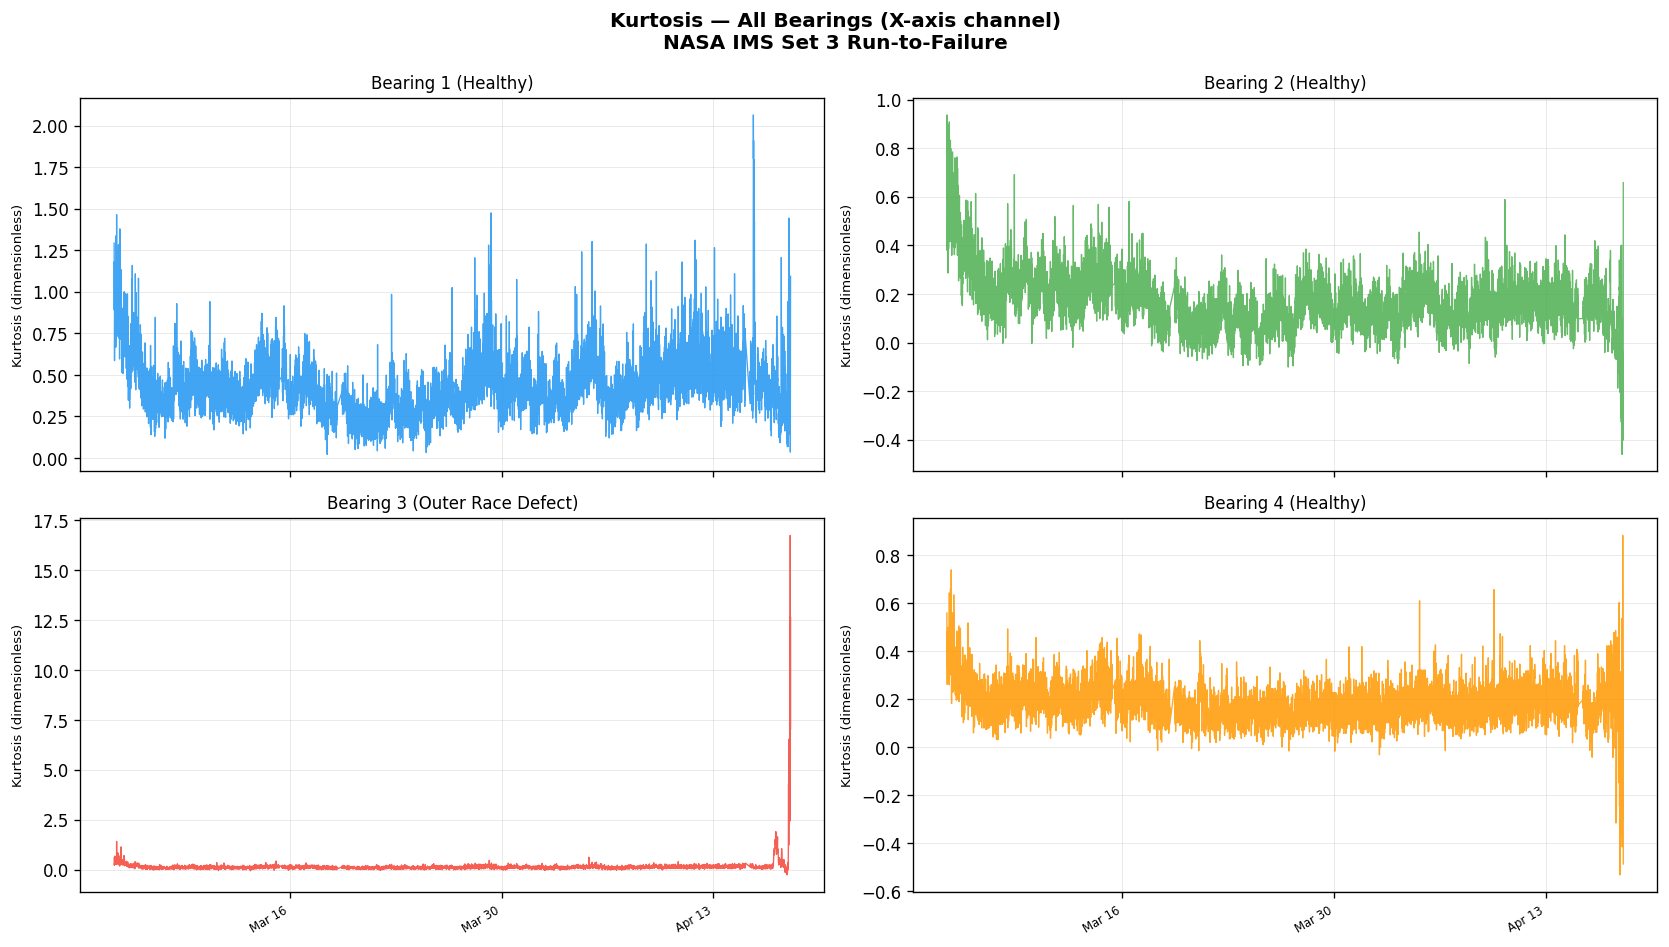 Kurtosis — All Bearings (X-axis channel)
NASA IMS Set 3 Run-to-Failure
Bearing 1 (Healthy)
Kurtosis (dimensionless)
2.00
1.75
1.50
1.25
1.00
0.75
0.50
0.25
0.00
Bearing 2 (Healthy)
Kurtosis (dimensionless)
1.0
0.8
0.6
0.4
0.2
0.0
−0.2
−0.4
Bearing 3 (Outer Race Defect)
Kurtosis (dimensionless)
17.5
15.0
12.5
10.0
7.5
5.0
2.5
0.0
Mar 16
Mar 30
Apr 13
Bearing 4 (Healthy)
Kurtosis (dimensionless)
0.8
0.6
0.4
0.2
0.0
−0.2
−0.4
−0.6
Mar 16
Mar 30
Apr 13